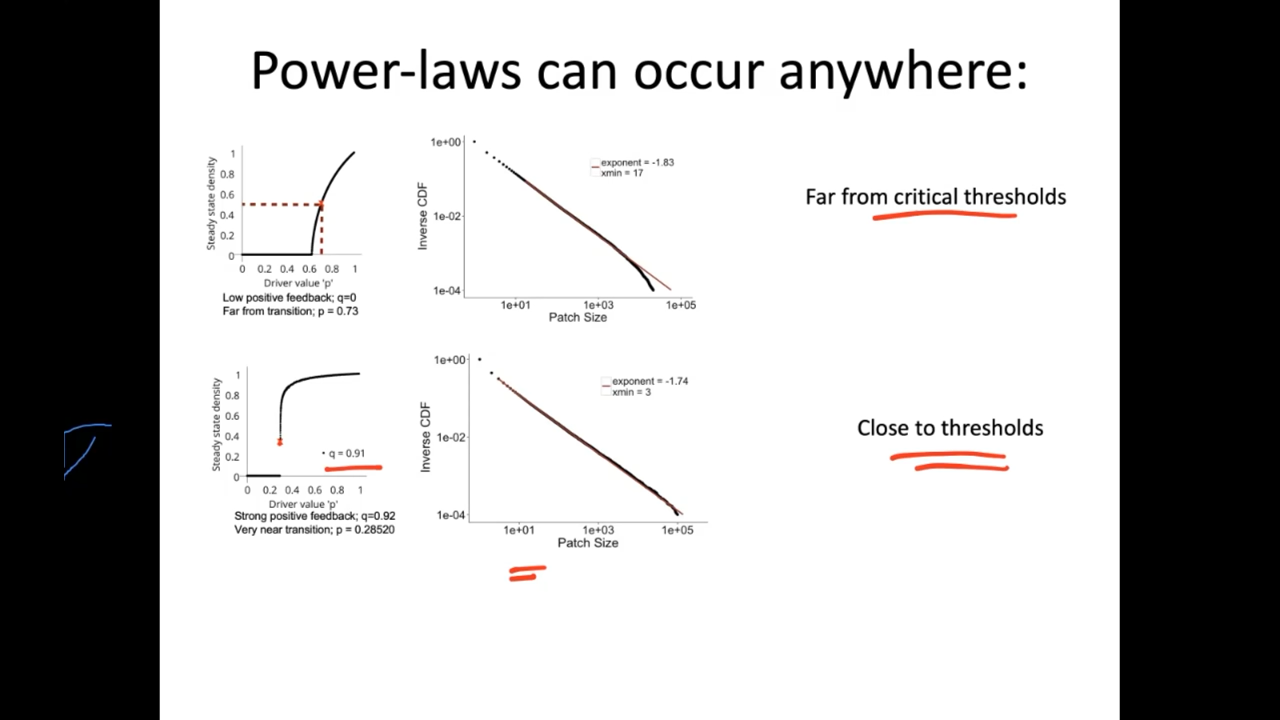 Power-laws can occur anywhere:
Steady state density
1
0.8
0.6
0.4
0.2
0
0 0.2 0.4 0.6 0.8 1
Driver value 'p'
Low positive feedback; q=0
Far from transition; p = 0.73
Inverse CDF
1e+00
1e-02
1e-04
exponent = -1.83
xmin = 17
1e+01 1e+03 1e+05
Patch Size
Far from critical thresholds
Steady state density
1
0.8
0.6
0.4
0.2
0
• q = 0.91
0 0.2 0.4 0.6 0.8 1
Driver value 'p'
Strong positive feedback; q=0.92
Very near transition; p = 0.28520
Inverse CDF
1e+00
1e-02
1e-04
exponent = -1.74
xmin = 3
1e+01 1e+03 1e+05
Patch Size
Close to thresholds